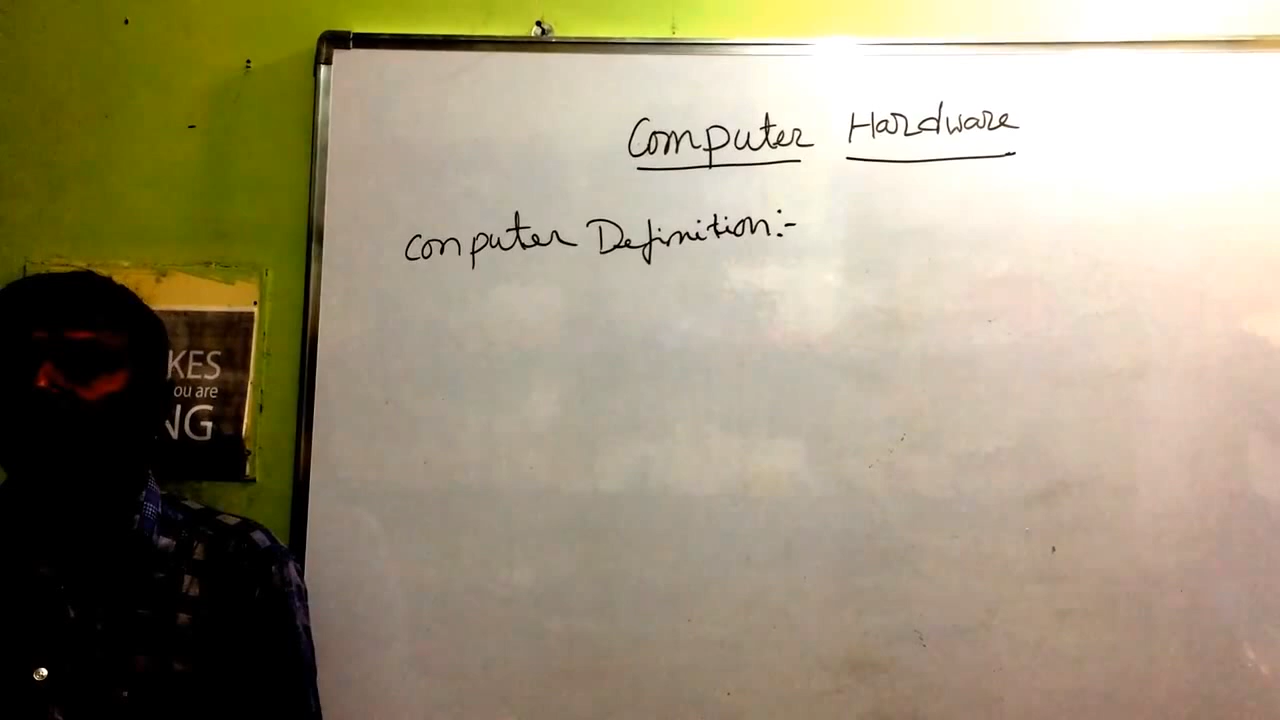 Computer Hardware
Computer Definition:-
KES
ou are
NG